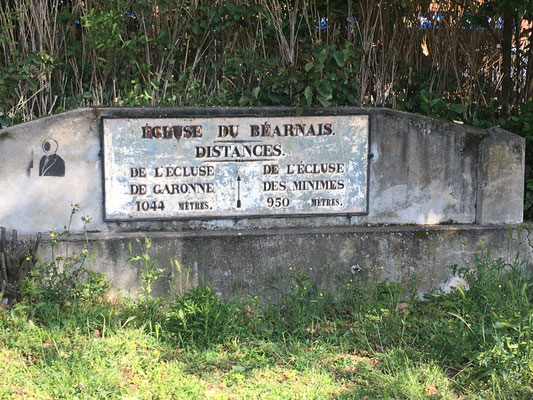 ÉCLUSE DU BÉARNAIS.
DISTANCES.
DE L'ECLUSE
DE GARONNE
1044 MÈTRES.
DE L'ÉCLUSE
DES MINIMES
950 MÈTRES.